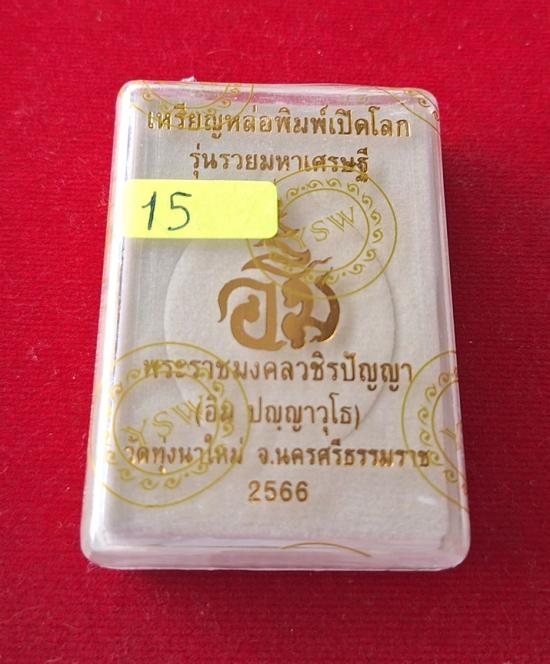 เหรียญหล่อพิมพ์เปิดโลก
รุ่นรวยมหาเศรษฐี
15
YSW
อิ่ม
พระราชมงคลวชิรปัญญา
(อิ่ม ปญฺญาวุโธ)
YSW
วัดทุ่งนาใหม่ จ.นครศรีธรรมราช
2566